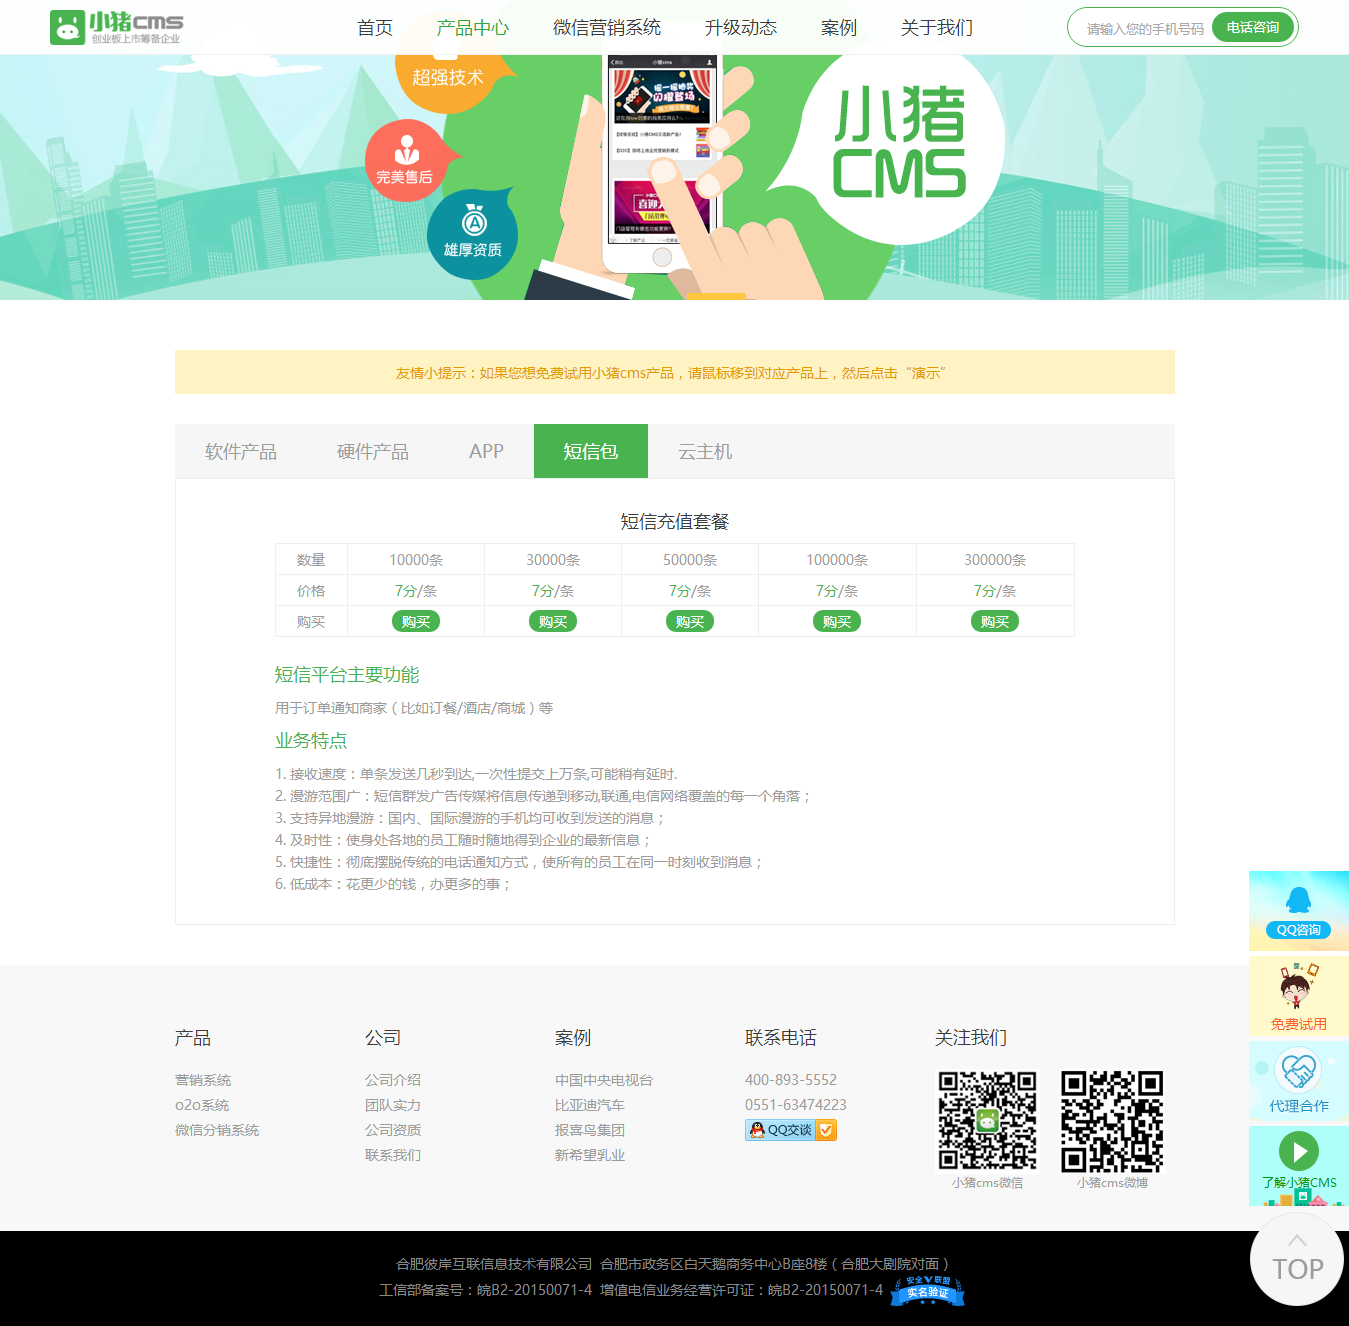 小猪cms
创业板上市筹备企业
首页
产品中心
微信营销系统
升级动态
案例
关于我们
请输入您的手机号码
电话咨询
超强技术
完美售后
雄厚资质
小猪cms
摇一摇抽奖
闪耀登场
小猪
CMS
友情小提示：如果您想免费试用小猪cms产品，请鼠标移到对应产品上，然后点击“演示”
软件产品
硬件产品
APP
短信包
云主机
短信充值套餐
数量 10000条 30000条 50000条 100000条 300000条
价格 7分/条 7分/条 7分/条 7分/条 7分/条
购买 购买 购买 购买 购买 购买
短信平台主要功能
用于订单通知商家（比如订餐/酒店/商城）等
业务特点
1. 接收速度：单条发送几秒到达,一次性提交上万条,可能稍有延时.
2. 漫游范围广：短信群发广告传媒将信息传递到移动,联通,电信网络覆盖的每一个角落；
3. 支持异地漫游：国内、国际漫游的手机均可收到发送的消息；
4. 及时性：使身处各地的员工随时随地得到企业的最新信息；
5. 快捷性：彻底摆脱传统的电话通知方式，使所有的员工在同一时刻收到消息；
6. 低成本：花更少的钱，办更多的事；
QQ咨询
免费试用
代理合作
了解小猪CMS
TOP
产品
营销系统
o2o系统
微信分销系统
公司
公司介绍
团队实力
公司资质
联系我们
案例
中国中央电视台
比亚迪汽车
报喜鸟集团
新希望乳业
联系电话
400-893-5552
0551-63474223
QQ交谈
关注我们
小猪cms微信
小猪cms微博
合肥彼岸互联信息技术有限公司 合肥市政务区白天鹅商务中心B座8楼（合肥大剧院对面）
工信部备案号：皖B2-20150071-4 增值电信业务经营许可证：皖B2-20150071-4
安全V联盟
实名验证